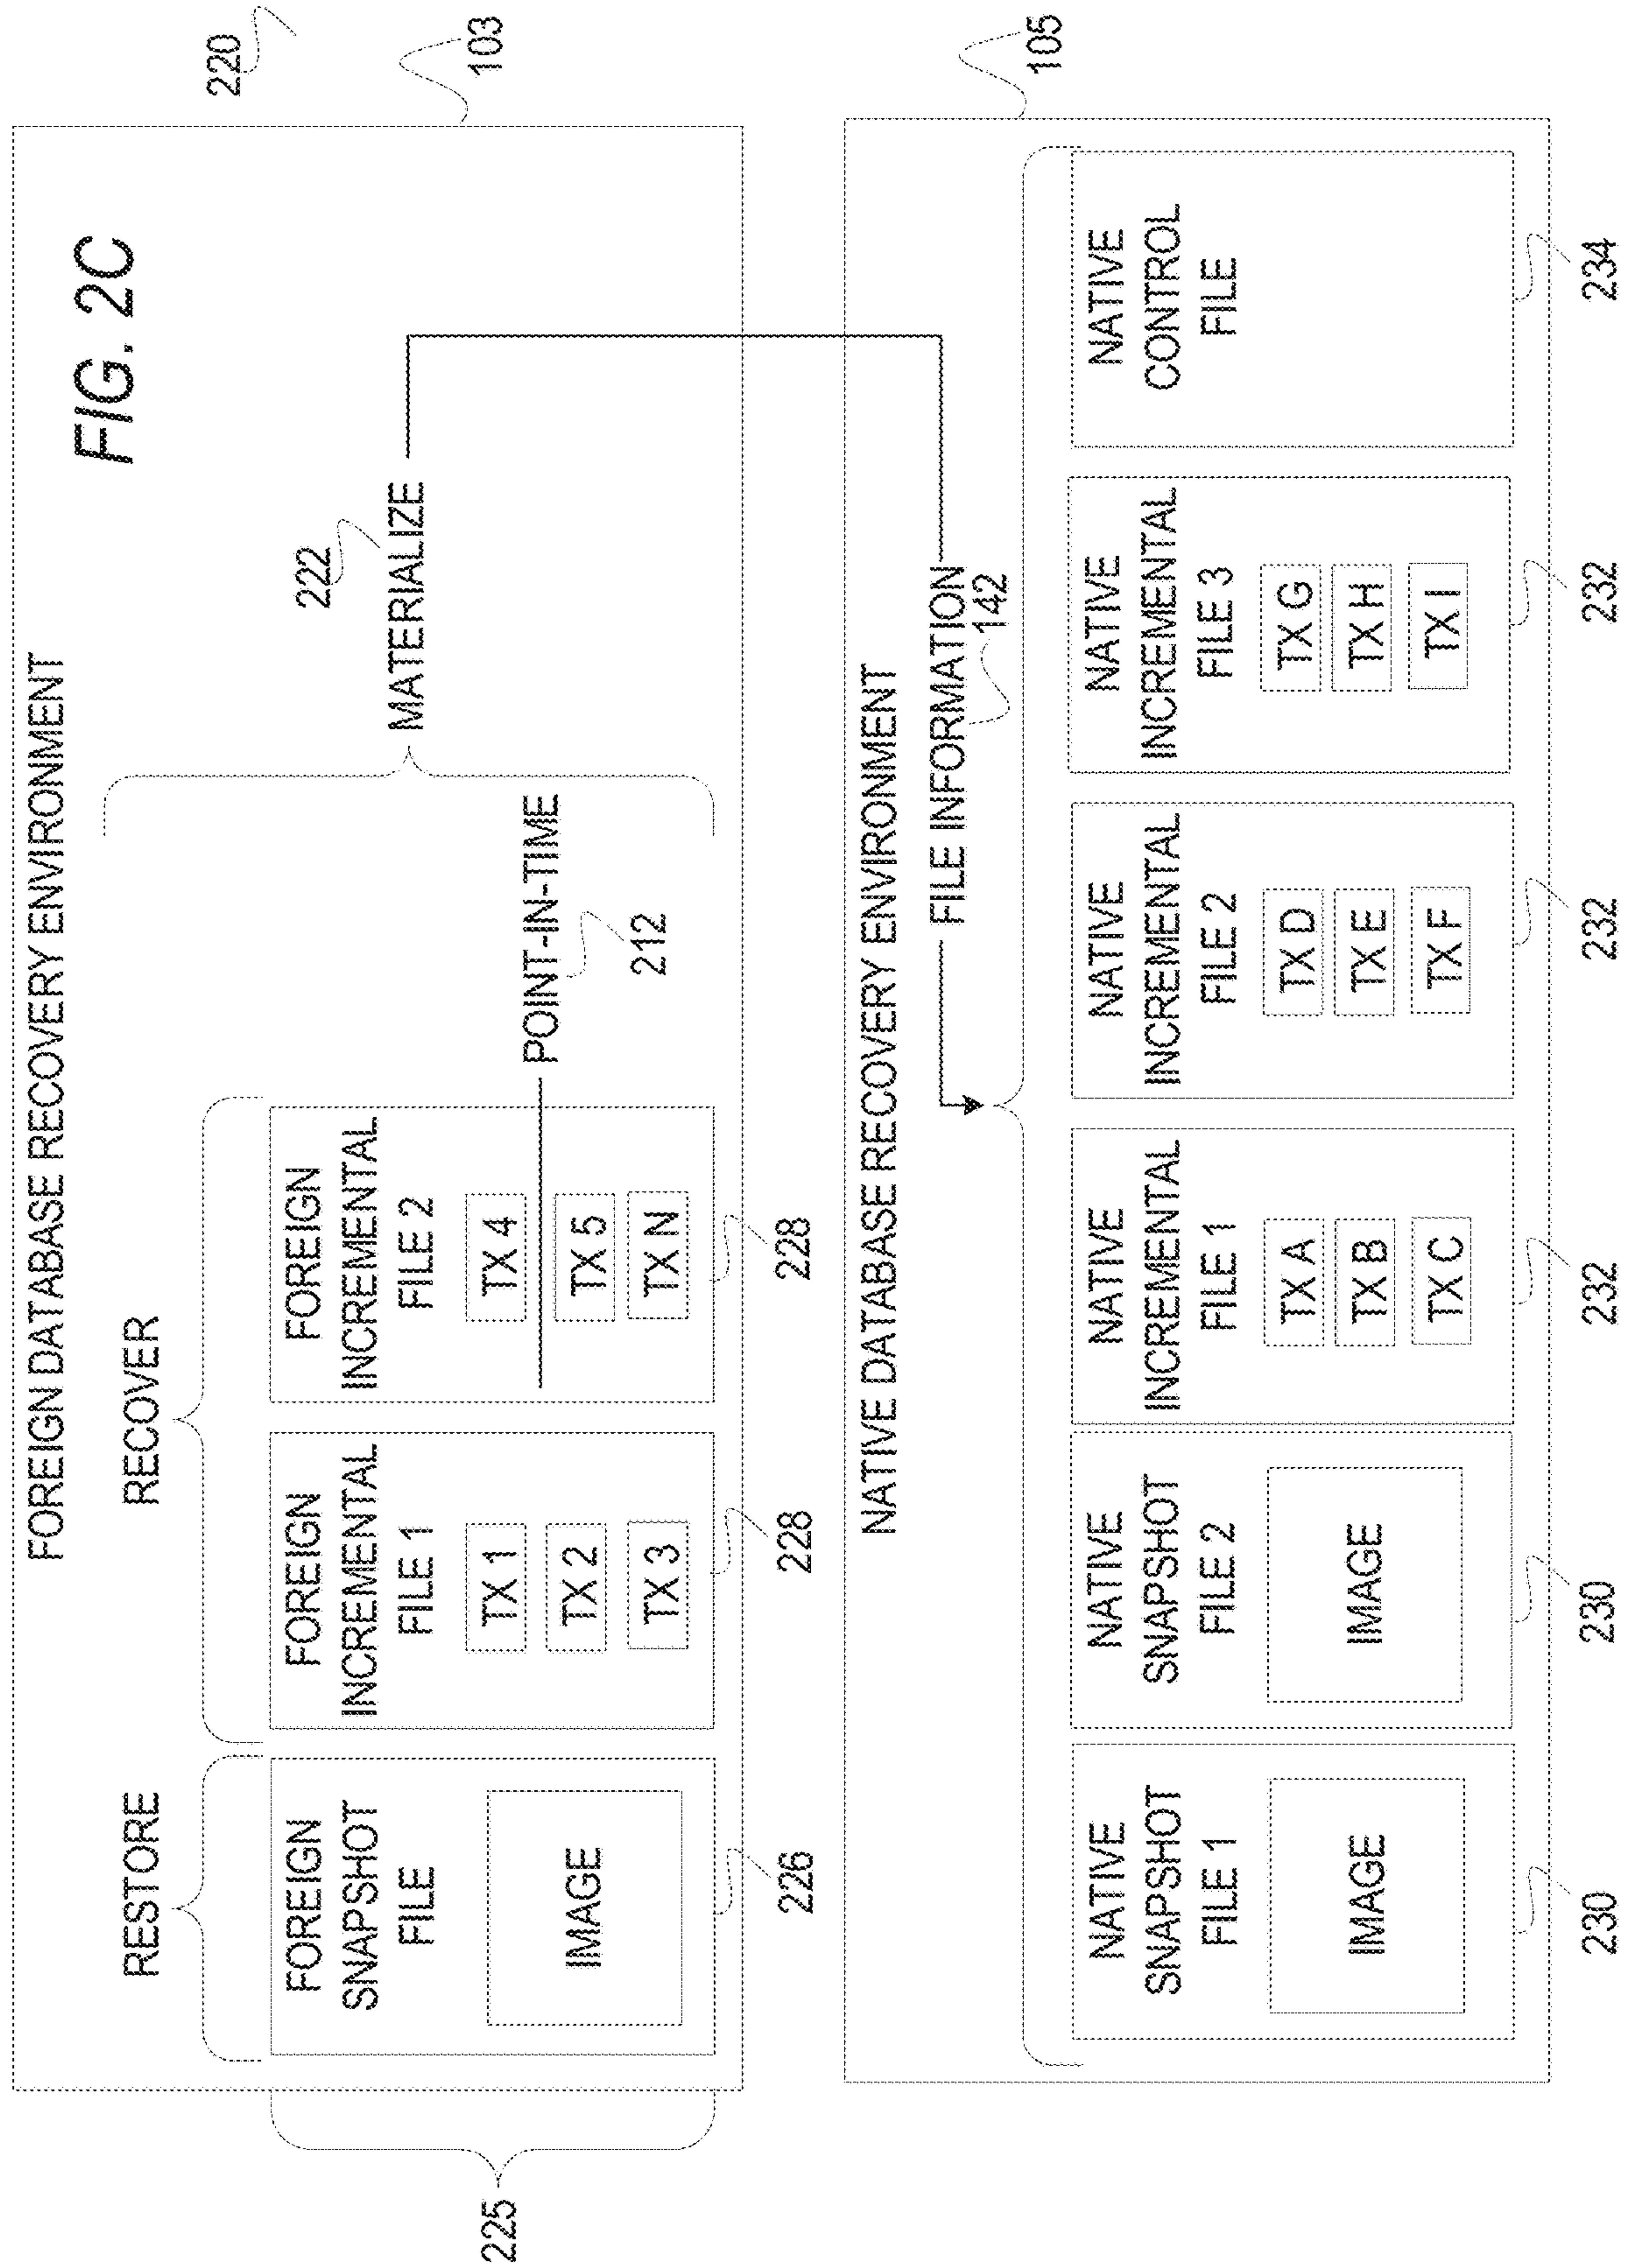 220
FIG. 2C
FOREIGN DATABASE RECOVERY ENVIRONMENT
103
RESTORE
RECOVER
222
MATERIALIZE
225
FOREIGN
SNAPSHOT
FILE
IMAGE
226
FOREIGN
INCREMENTAL
FILE 1
TX 1
TX 2
TX 3
228
FOREIGN
INCREMENTAL
FILE 2
TX 4
TX 5
TX N
228
POINT-IN-TIME
212
NATIVE DATABASE RECOVERY ENVIRONMENT
105
FILE INFORMATION
142
NATIVE
SNAPSHOT
FILE 1
IMAGE
230
NATIVE
SNAPSHOT
FILE 2
IMAGE
230
NATIVE
INCREMENTAL
FILE 1
TX A
TX B
TX C
232
NATIVE
INCREMENTAL
FILE 2
TX D
TX E
TX F
232
NATIVE
INCREMENTAL
FILE 3
TX G
TX H
TX I
232
NATIVE
CONTROL
FILE
234